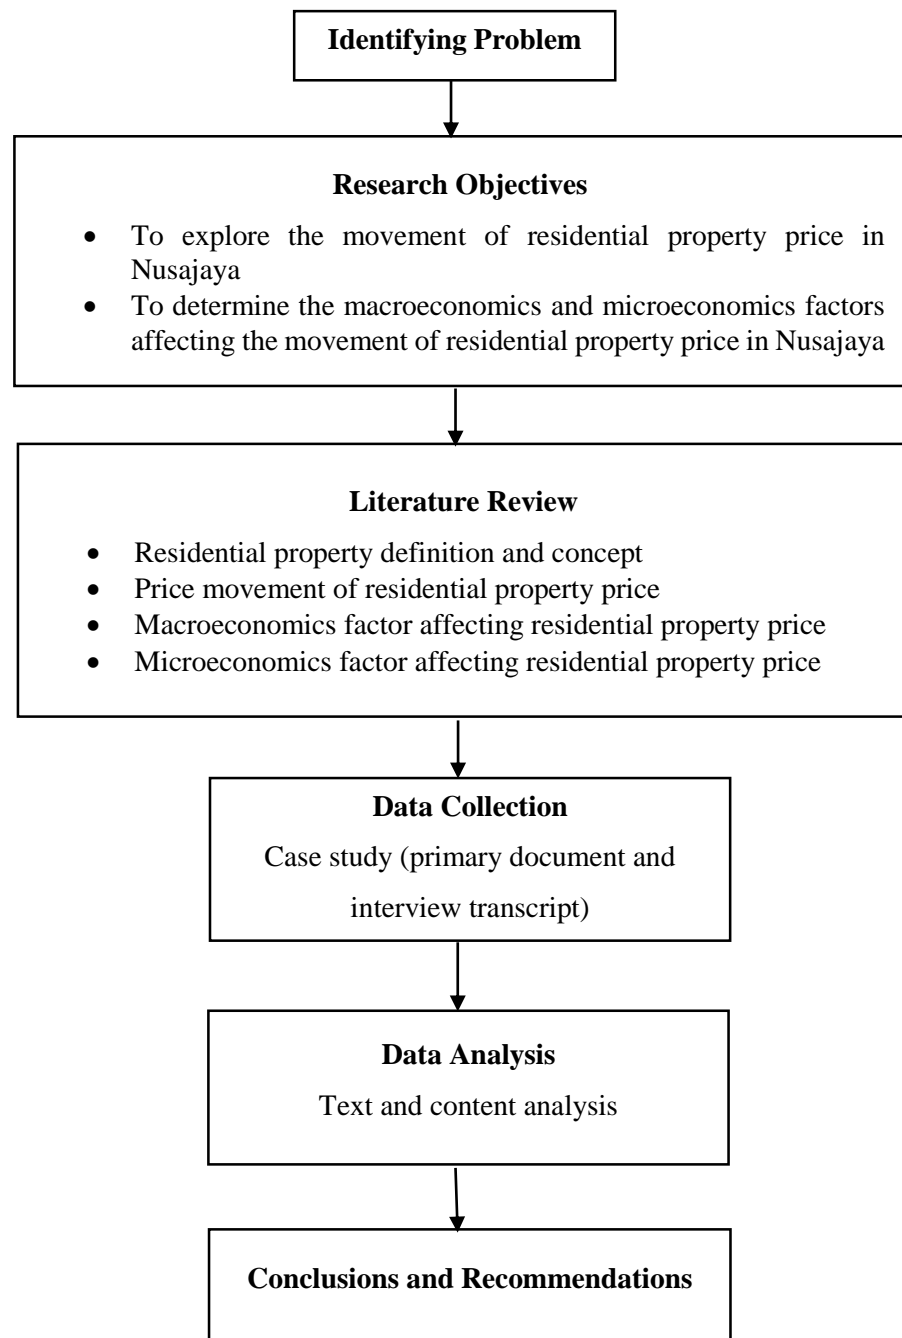 Identifying Problem
Research Objectives
• To explore the movement of residential property price in
Nusajaya
• To determine the macroeconomics and microeconomics factors
affecting the movement of residential property price in Nusajaya
Literature Review
• Residential property definition and concept
• Price movement of residential property price
• Macroeconomics factor affecting residential property price
• Microeconomics factor affecting residential property price
Data Collection
Case study (primary document and
interview transcript)
Data Analysis
Text and content analysis
Conclusions and Recommendations